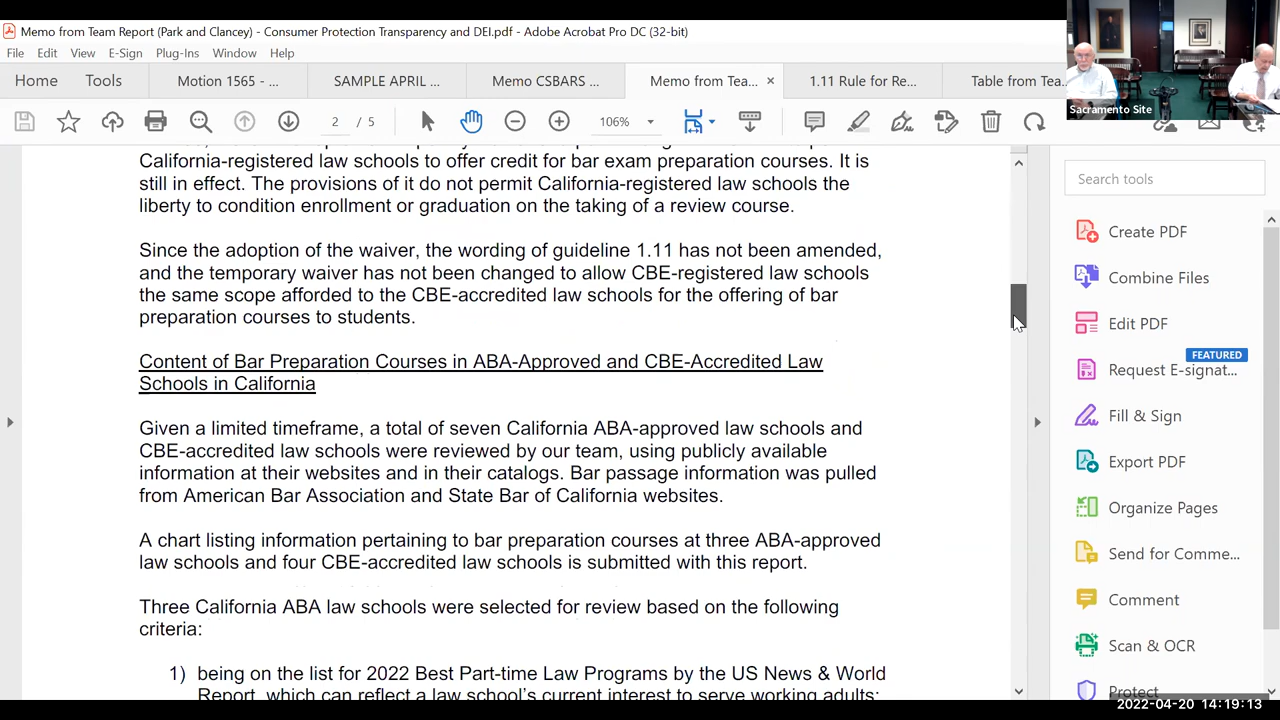 Memo from Team Report (Park and Clancey) - Consumer Protection Transparency and DEI.pdf - Adobe Acrobat Pro DC (32-bit)
File Edit View E-Sign Plug-Ins Window Help
Home Tools Motion 1565 - ... SAMPLE APRIL Memo CSBARS ... Memo from Tea... × 1.11 Rule for Re... Table from Tea...
Sacramento Site
2 / 106%
California-registered law schools to offer credit for bar exam preparation courses. It is
still in effect. The provisions of it do not permit California-registered law schools the
liberty to condition enrollment or graduation on the taking of a review course.
Since the adoption of the waiver, the wording of guideline 1.11 has not been amended,
and the temporary waiver has not been changed to allow CBE-registered law schools
the same scope afforded to the CBE-accredited law schools for the offering of bar
preparation courses to students.
Content of Bar Preparation Courses in ABA-Approved and CBE-Accredited Law
Schools in California
Given a limited timeframe, a total of seven California ABA-approved law schools and
CBE-accredited law schools were reviewed by our team, using publicly available
information at their websites and in their catalogs. Bar passage information was pulled
from American Bar Association and State Bar of California websites.
A chart listing information pertaining to bar preparation courses at three ABA-approved
law schools and four CBE-accredited law schools is submitted with this report.
Three California ABA law schools were selected for review based on the following
criteria:
1) being on the list for 2022 Best Part-time Law Programs by the US News & World
Report, which can reflect a law school's current interest to serve working adults;
Search tools
Create PDF
Combine Files
Edit PDF
FEATURED
Request E-signat...
Fill & Sign
Export PDF
Organize Pages
Send for Comme...
Comment
Scan & OCR
Protect
2022-04-20 14:19:13